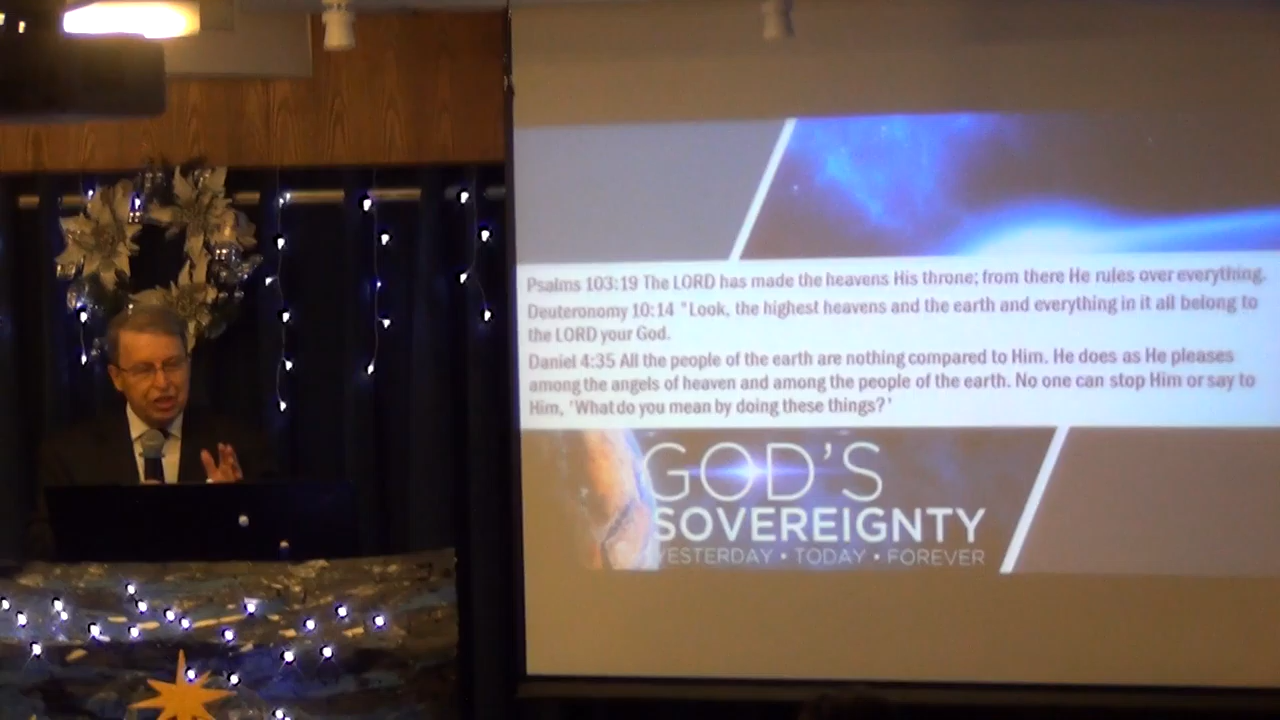 Psalms 103:19 The LORD has made the heavens His throne; from there He rules over everything.
Deuteronomy 10:14 "Look, the highest heavens and the earth and everything in it all belong to
the LORD your God.
Daniel 4:35 All the people of the earth are nothing compared to Him. He does as He pleases
among the angels of heaven and among the people of the earth. No one can stop Him or say to
Him, 'What do you mean by doing these things?'
GOD'S
SOVEREIGNTY
YESTERDAY • TODAY • FOREVER